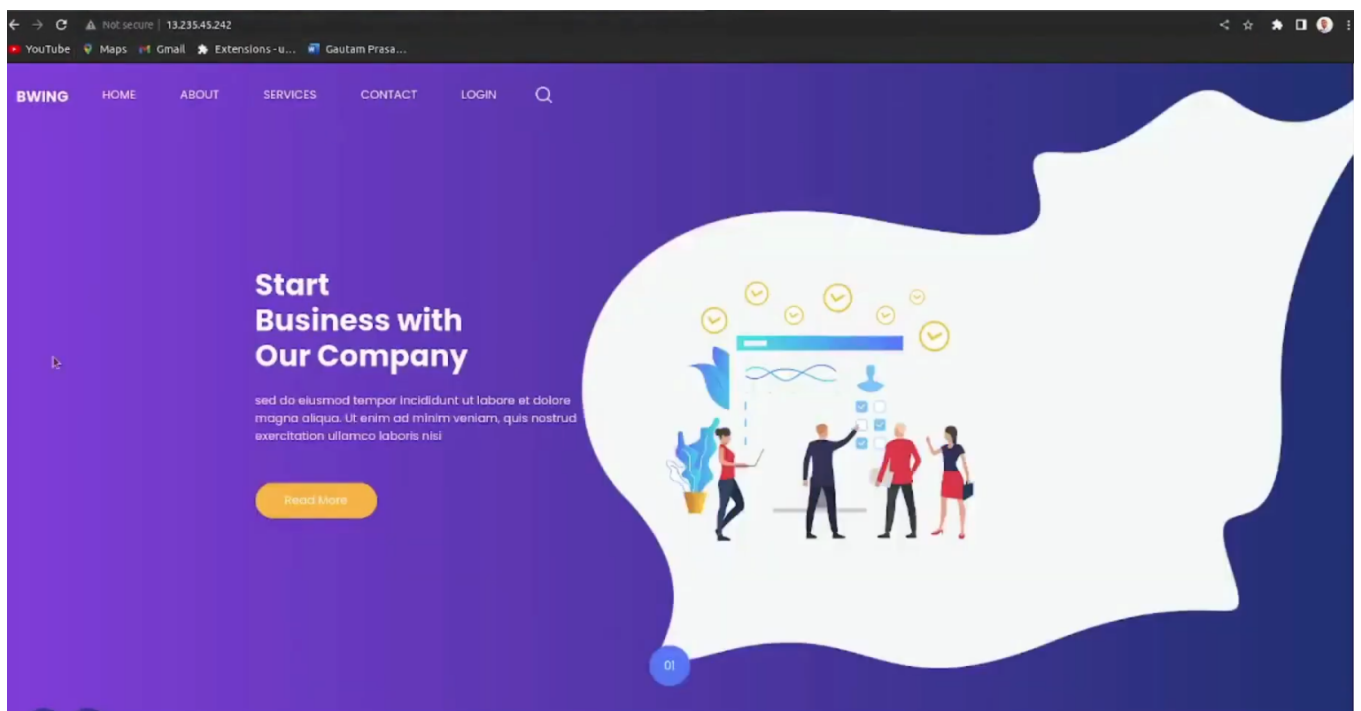 Not secure | 13.235.45.242
YouTube Maps Gmail Extensions - u... Gautam Prasa...
BWING HOME ABOUT SERVICES CONTACT LOGIN
Start
Business with
Our Company
sed do eiusmod tempor incididunt ut labore et dolore
magna aliqua. Ut enim ad minim veniam, quis nostrud
exercitation ullamco laboris nisi
Read More
01